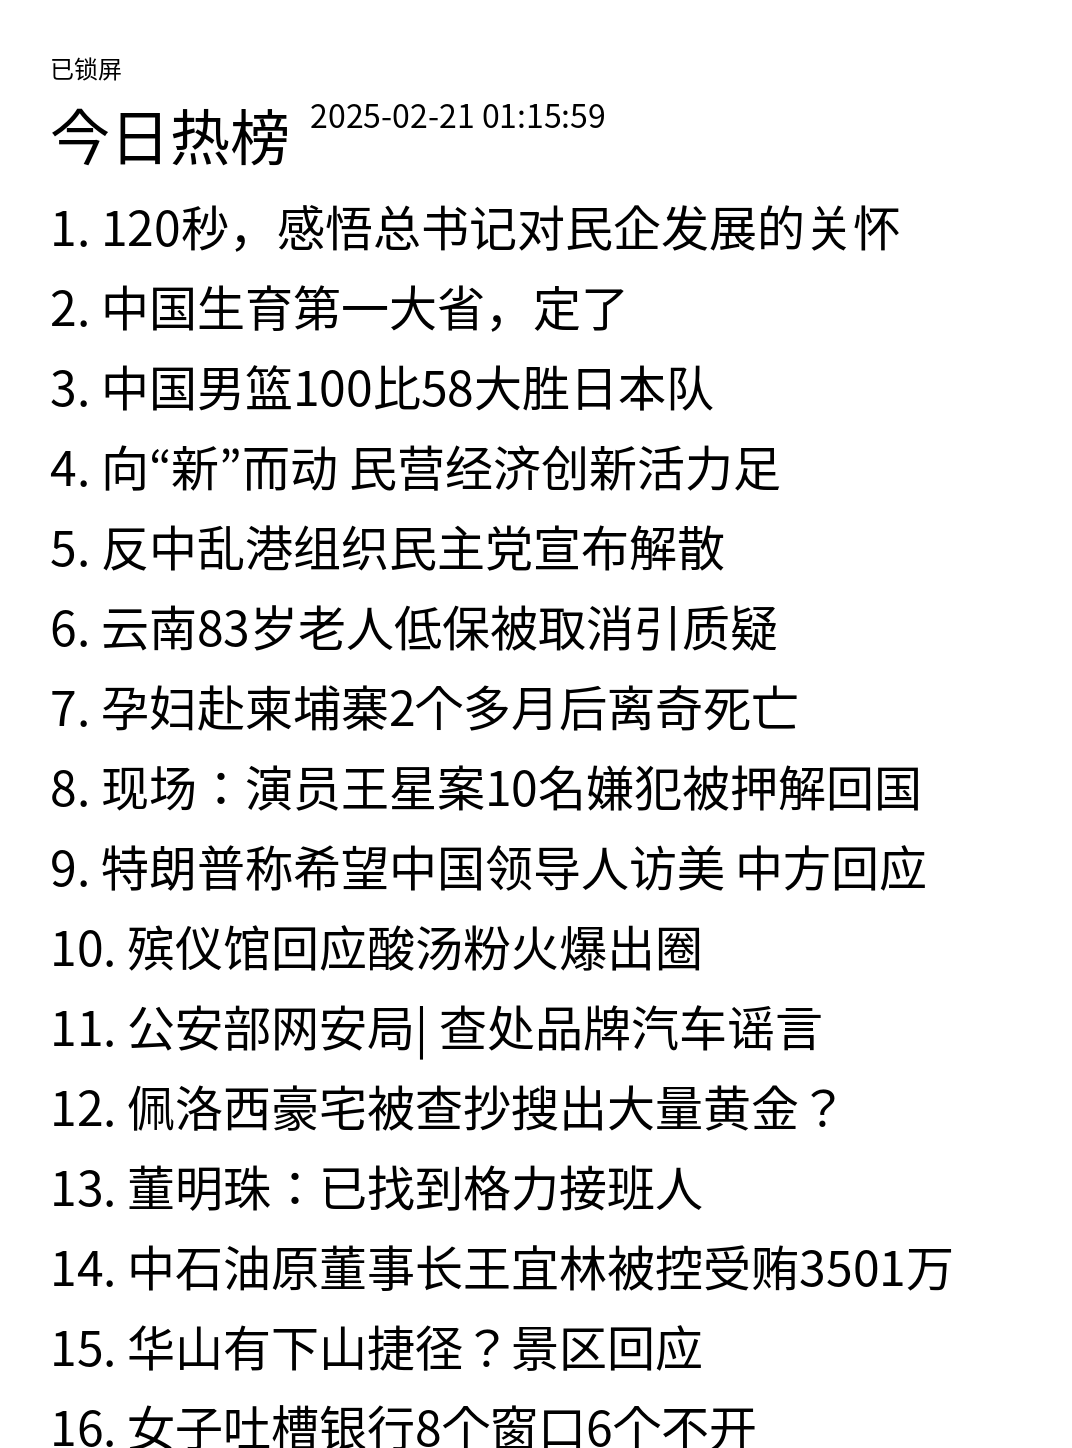 已锁屏
今日热榜 2025-02-21 01:15:59
1. 120秒，感悟总书记对民企发展的关怀
2. 中国生育第一大省，定了
3. 中国男篮100比58大胜日本队
4. 向“新”而动 民营经济创新活力足
5. 反中乱港组织民主党宣布解散
6. 云南83岁老人低保被取消引质疑
7. 孕妇赴柬埔寨2个多月后离奇死亡
8. 现场：演员王星案10名嫌犯被押解回国
9. 特朗普称希望中国领导人访美 中方回应
10. 殡仪馆回应酸汤粉火爆出圈
11. 公安部网安局| 查处品牌汽车谣言
12. 佩洛西豪宅被查抄搜出大量黄金？
13. 董明珠：已找到格力接班人
14. 中石油原董事长王宜林被控受贿3501万
15. 华山有下山捷径？景区回应
16. 女子吐槽银行8个窗口6个不开